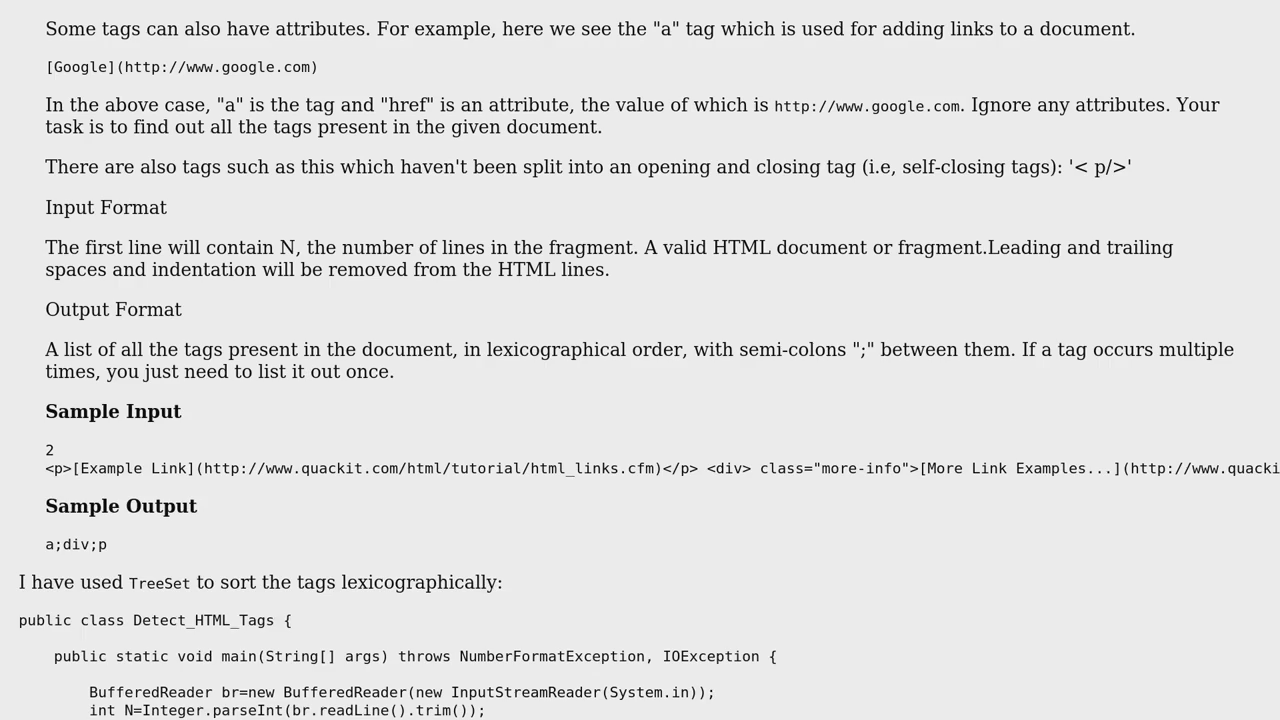 Some tags can also have attributes. For example, here we see the "a" tag which is used for adding links to a document.
[Google](http://www.google.com)
In the above case, "a" is the tag and "href" is an attribute, the value of which is http://www.google.com. Ignore any attributes. Your
task is to find out all the tags present in the given document.
There are also tags such as this which haven't been split into an opening and closing tag (i.e, self-closing tags): '< p/>'
Input Format
The first line will contain N, the number of lines in the fragment. A valid HTML document or fragment.Leading and trailing
spaces and indentation will be removed from the HTML lines.
Output Format
A list of all the tags present in the document, in lexicographical order, with semi-colons ";" between them. If a tag occurs multiple
times, you just need to list it out once.
Sample Input
2
<p>[Example Link](http://www.quackit.com/html/tutorial/html_links.cfm)</p> <div> class="more-info">[More Link Examples...](http://www.quacki
Sample Output
a;div;p
I have used TreeSet to sort the tags lexicographically:
public class Detect_HTML_Tags {
public static void main(String[] args) throws NumberFormatException, IOException {
BufferedReader br=new BufferedReader(new InputStreamReader(System.in));
int N=Integer.parseInt(br.readLine().trim());